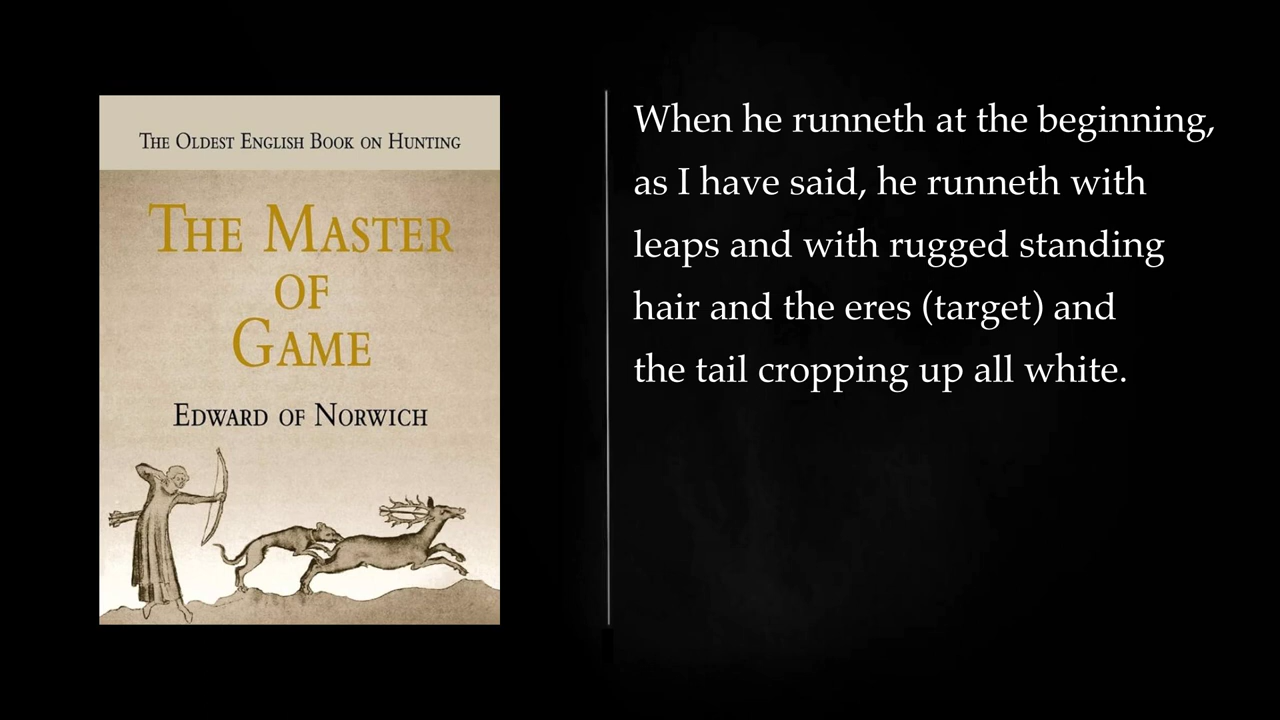 The Oldest English Book on Hunting
The Master
of
Game
Edward of Norwich
When he runneth at the beginning,
as I have said, he runneth with
leaps and with rugged standing
hair and the eres (target) and
the tail cropping up all white.